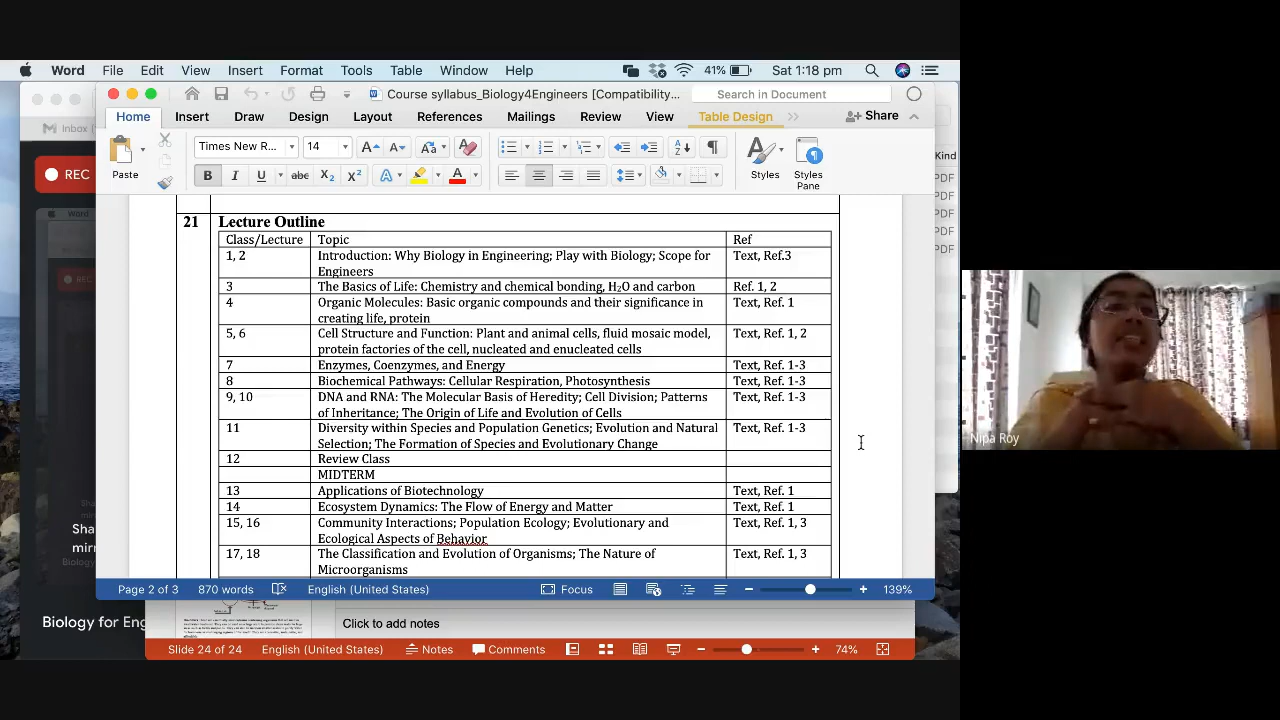 Word File Edit View Insert Format Tools Table Window Help 41% Sat 1:18 pm
Course syllabus_Biology4Engineers [Compatibility... Search in Document
Home Insert Draw Design Layout References Mailings Review View Table Design Share
Inbox
Times New R... 14
Paste
Styles Styles Pane
Kind
PDF
PDF
PDF
PDF
REC
Word
REC
21 Lecture Outline
Class/Lecture Topic Ref
1, 2 Introduction: Why Biology in Engineering; Play with Biology; Scope for Text, Ref.3
Engineers
3 The Basics of Life: Chemistry and chemical bonding, H₂O and carbon Ref. 1, 2
4 Organic Molecules: Basic organic compounds and their significance in Text, Ref. 1
creating life, protein
5, 6 Cell Structure and Function: Plant and animal cells, fluid mosaic model, Text, Ref. 1, 2
protein factories of the cell, nucleated and enucleated cells
7 Enzymes, Coenzymes, and Energy Text, Ref. 1-3
8 Biochemical Pathways: Cellular Respiration, Photosynthesis Text, Ref. 1-3
9, 10 DNA and RNA: The Molecular Basis of Heredity; Cell Division; Patterns Text, Ref. 1-3
of Inheritance; The Origin of Life and Evolution of Cells
11 Diversity within Species and Population Genetics; Evolution and Natural Text, Ref. 1-3
Selection; The Formation of Species and Evolutionary Change
12 Review Class
MIDTERM
13 Applications of Biotechnology Text, Ref. 1
14 Ecosystem Dynamics: The Flow of Energy and Matter Text, Ref. 1
15, 16 Community Interactions; Population Ecology; Evolutionary and Text, Ref. 1, 3
Ecological Aspects of Behavior
17, 18 The Classification and Evolution of Organisms; The Nature of Text, Ref. 1, 3
Microorganisms
Sha
mirr
Biology for Eng
Page 2 of 3 870 words English (United States) Focus 139%
Click to add notes
Slide 24 of 24 English (United States) Notes Comments 74%
Nipa Roy